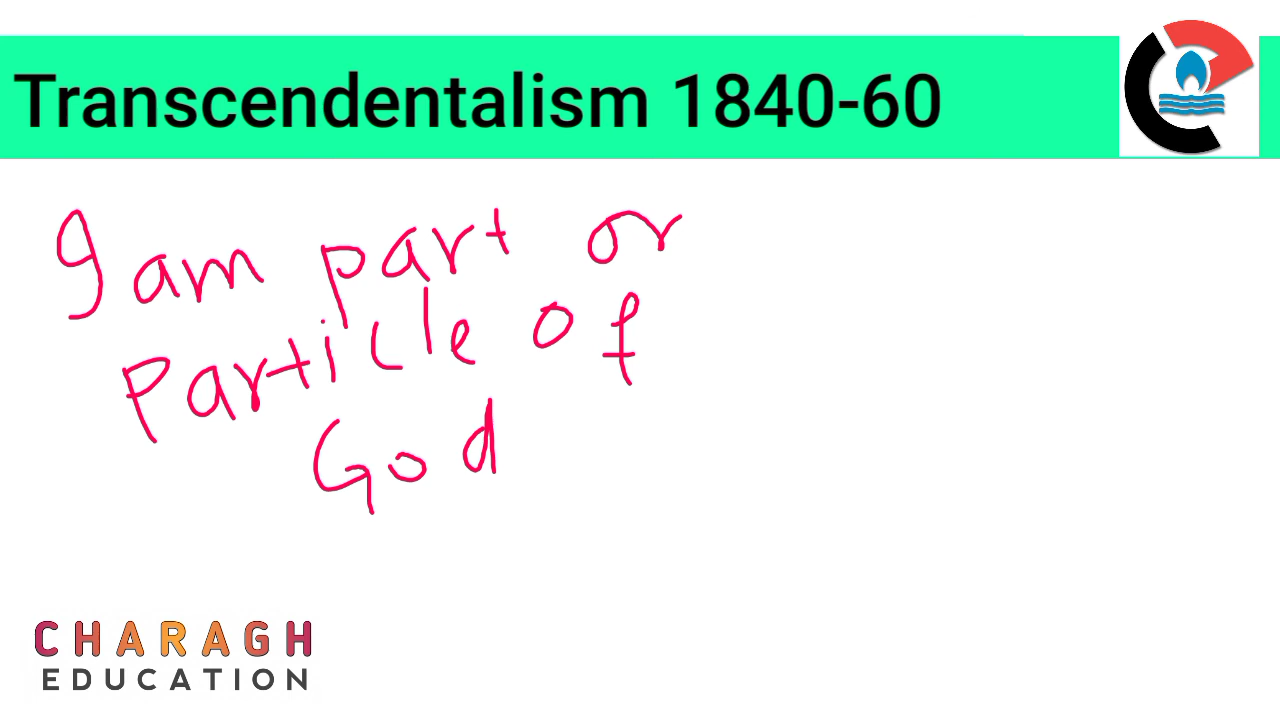 Transcendentalism 1840-60
I am part or
Particle of
God
CHARAGH
EDUCATION